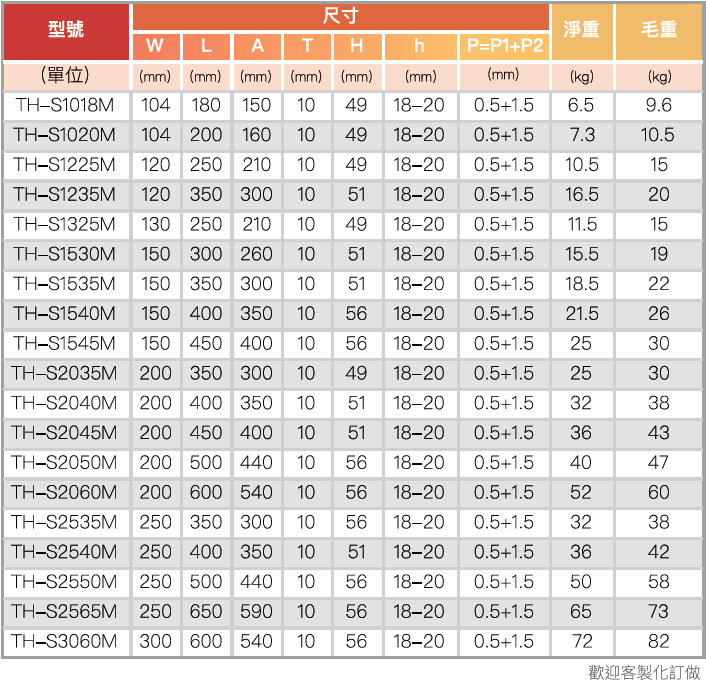 型號 尺寸 淨重 毛重
W L A T H h P=P1+P2
(單位) (mm) (mm) (mm) (mm) (mm) (mm) (mm) (kg) (kg)
TH-S1018M 104 180 150 10 49 18-20 0.5+1.5 6.5 9.6
TH-S1020M 104 200 160 10 49 18-20 0.5+1.5 7.3 10.5
TH-S1225M 120 250 210 10 49 18-20 0.5+1.5 10.5 15
TH-S1235M 120 350 300 10 51 18-20 0.5+1.5 16.5 20
TH-S1325M 130 250 210 10 49 18-20 0.5+1.5 11.5 15
TH-S1530M 150 300 260 10 51 18-20 0.5+1.5 15.5 19
TH-S1535M 150 350 300 10 51 18-20 0.5+1.5 18.5 22
TH-S1540M 150 400 350 10 56 18-20 0.5+1.5 21.5 26
TH-S1545M 150 450 400 10 56 18-20 0.5+1.5 25 30
TH-S2035M 200 350 300 10 49 18-20 0.5+1.5 25 30
TH-S2040M 200 400 350 10 51 18-20 0.5+1.5 32 38
TH-S2045M 200 450 400 10 51 18-20 0.5+1.5 36 43
TH-S2050M 200 500 440 10 56 18-20 0.5+1.5 40 47
TH-S2060M 200 600 540 10 56 18-20 0.5+1.5 52 60
TH-S2535M 250 350 300 10 56 18-20 0.5+1.5 32 38
TH-S2540M 250 400 350 10 51 18-20 0.5+1.5 36 42
TH-S2550M 250 500 440 10 56 18-20 0.5+1.5 50 58
TH-S2565M 250 650 590 10 56 18-20 0.5+1.5 65 73
TH-S3060M 300 600 540 10 56 18-20 0.5+1.5 72 82
歡迎客製化訂做